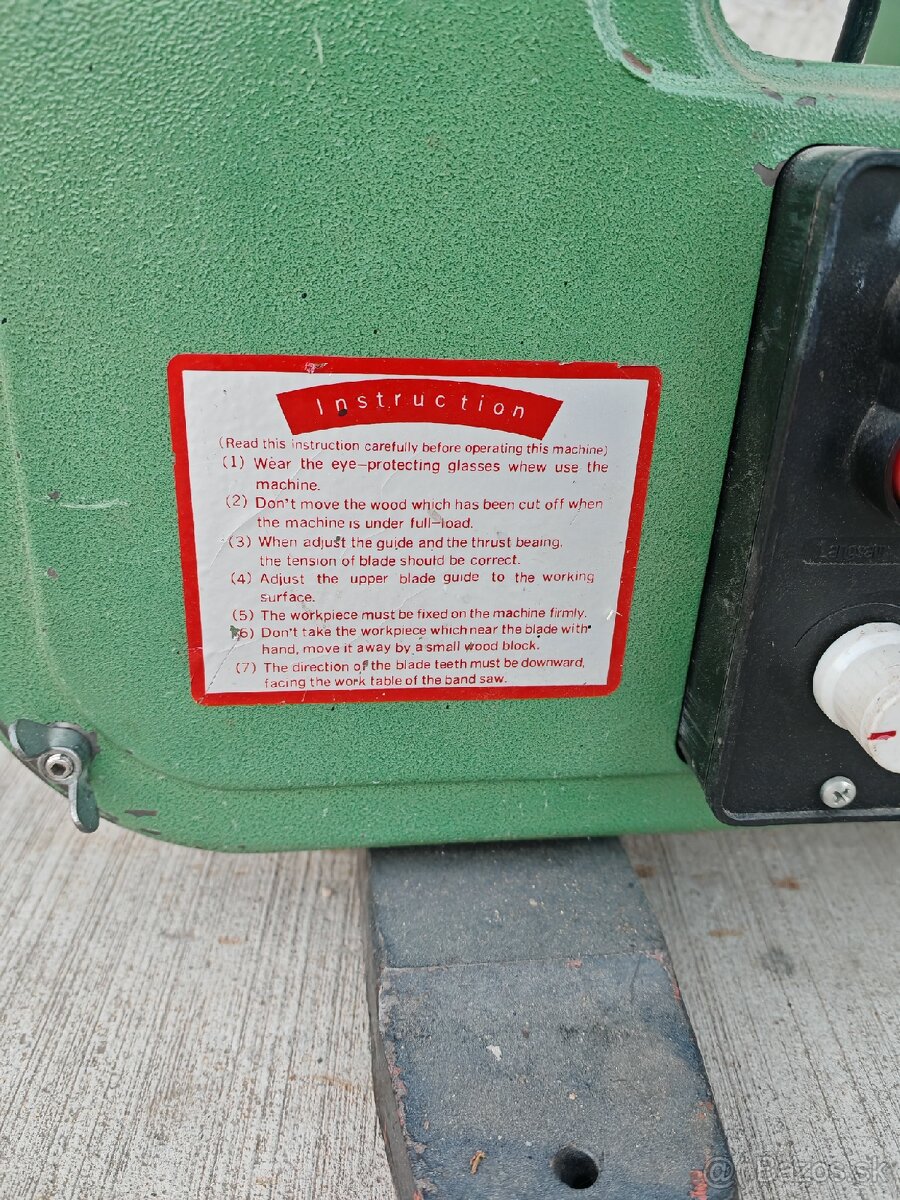 Instruction
(Read this instruction carefully before operating this machine)
(1) Wear the eye-protecting glasses whew use the
machine.
(2) Don't move the wood which has been cut off when
the machine is under full-load.
(3) When adjust the guide and the thrust beaing,
the tension of blade should be correct.
(4) Adjust the upper blade guide to the working
surface.
(5) The workpiece must be fixed on the machine firmly.
(6) Don't take the workpiece which near the blade with
hand, move it away by a small wood block.
(7) The direction of the blade teeth must be downward,
facing the work table of the band saw.
Langsam
Bazos.sk